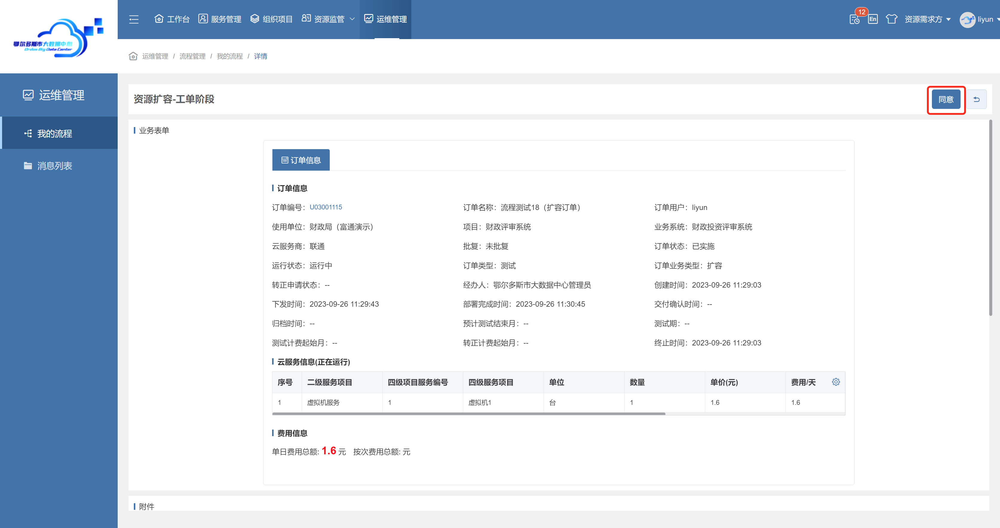 鄂尔多斯市大数据中心
Ordos Big Data Center
工作台 服务管理 组织项目 资源监管 运维管理
12
En 资源需求方 liyun
运维管理 / 流程管理 / 我的流程 / 详情
运维管理
我的流程
消息列表
资源扩容-工单阶段 同意
业务表单
订单信息
订单信息
订单编号：U03001115 订单名称：流程测试18（扩容订单） 订单用户：liyun
使用单位：财政局（富通演示） 项目：财政评审系统 业务系统：财政投资评审系统
云服务商：联通 批复：未批复 订单状态：已实施
运行状态：运行中 订单类型：测试 订单业务类型：扩容
转正申请状态：-- 经办人：鄂尔多斯市大数据中心管理员 创建时间：2023-09-26 11:29:03
下发时间：2023-09-26 11:29:43 部署完成时间：2023-09-26 11:30:45 交付确认时间：--
归档时间：-- 预计测试结束月：-- 测试期：--
测试计费起始月：-- 转正计费起始月：-- 终止时间：2023-09-26 11:29:03
云服务信息(正在运行)
序号 二级服务项目 四级项目服务编号 四级服务项目 单位 数量 单价(元) 费用/天
1 虚拟机服务 1 虚拟机1 台 1 1.6 1.6
费用信息
单日费用总额: 1.6 元 按次费用总额: 元
附件